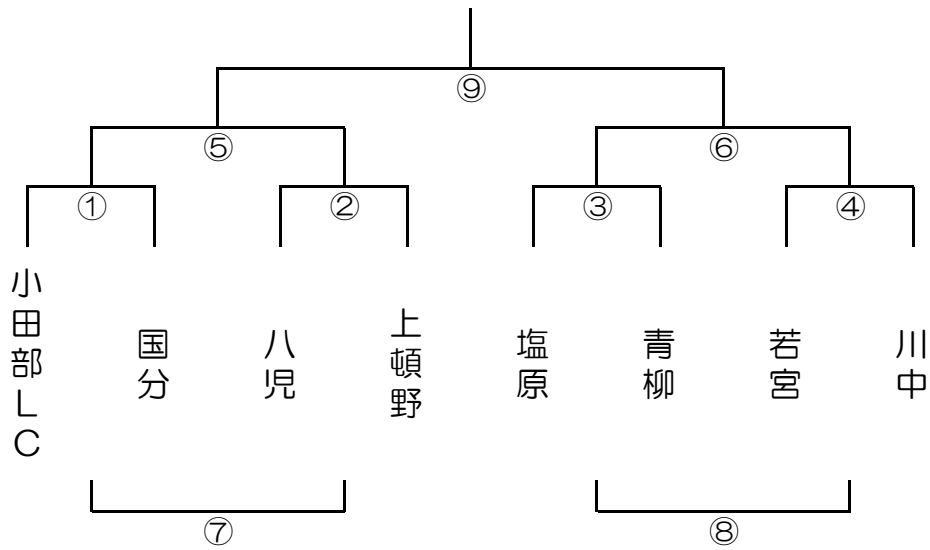 ⑨
⑤
⑥
①
②
③
④
小田部LC
国分
八児
上頓野
塩原
青柳
若宮
川中
⑦
⑧